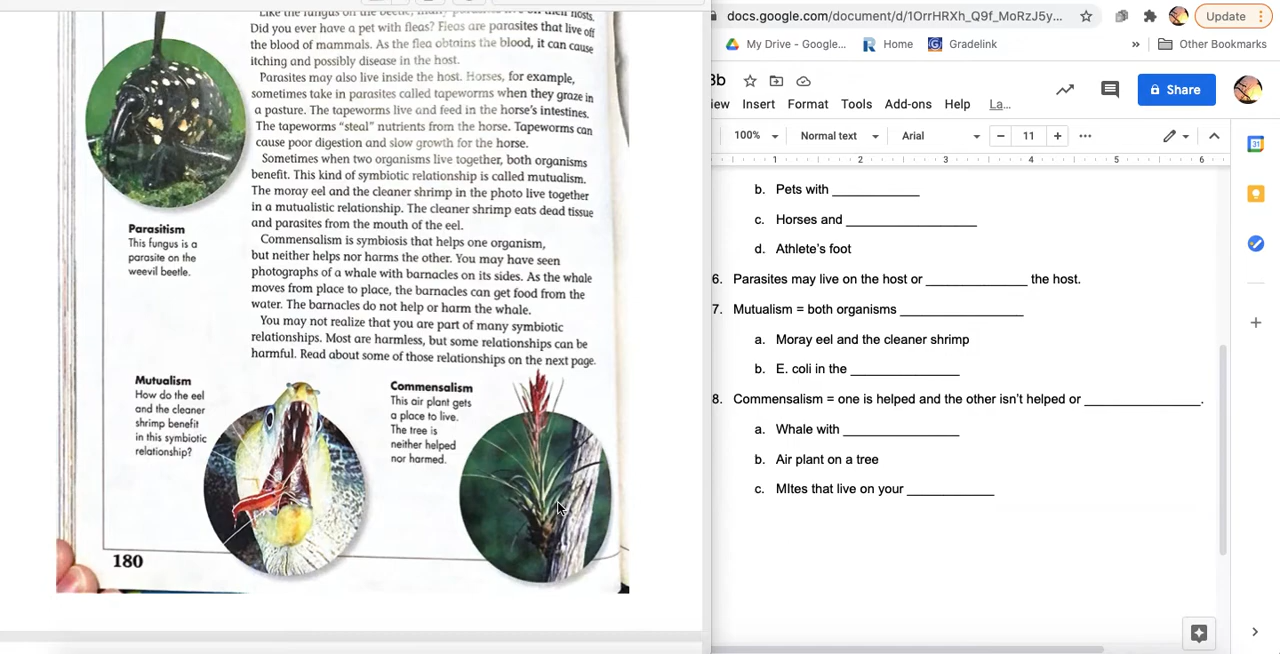 Like the fungus on the beetle, many parasites live on their hosts.
Did you ever have a pet with fleas? Fleas are parasites that live off
the blood of mammals. As the flea obtains the blood, it can cause
itching and possibly disease in the host.
Parasites may also live inside the host. Horses, for example,
sometimes take in parasites called tapeworms when they graze in
a pasture. The tapeworms live and feed in the horse's intestines.
The tapeworms “steal” nutrients from the horse. Tapeworms can
cause poor digestion and slow growth for the horse.
Sometimes when two organisms live together, both organisms
benefit. This kind of symbiotic relationship is called mutualism.
The moray eel and the cleaner shrimp in the photo live together
in a mutualistic relationship. The cleaner shrimp eats dead tissue
and parasites from the mouth of the eel.
Commensalism is symbiosis that helps one organism,
but neither helps nor harms the other. You may have seen
photographs of a whale with barnacles on its sides. As the whale
moves from place to place, the barnacles can get food from the
water. The barnacles do not help or harm the whale.
You may not realize that you are part of many symbiotic
relationships. Most are harmless, but some relationships can be
harmful. Read about some of those relationships on the next page.
Parasitism
This fungus is a
parasite on the
weevil beetle.
Mutualism
How do the eel
and the cleaner
shrimp benefit
in this symbiotic
relationship?
Commensalism
This air plant gets
a place to live.
The tree is
neither helped
nor harmed.
180
docs.google.com/document/d/1OrrHRXh_Q9f_MoRzJ5y...
Update
My Drive - Google...
Home
Gradelink
»
Other Bookmarks
3b
iew Insert Format Tools Add-ons Help La...
Share
100% Normal text Arial 11
1 2 3 4 5 6
31
b. Pets with ____________
c. Horses and __________________
d. Athlete's foot
6. Parasites may live on the host or ______________ the host.
7. Mutualism = both organisms _________________
a. Moray eel and the cleaner shrimp
b. E. coli in the _______________
8. Commensalism = one is helped and the other isn't helped or ________________.
a. Whale with ________________
b. Air plant on a tree
c. MItes that live on your ____________